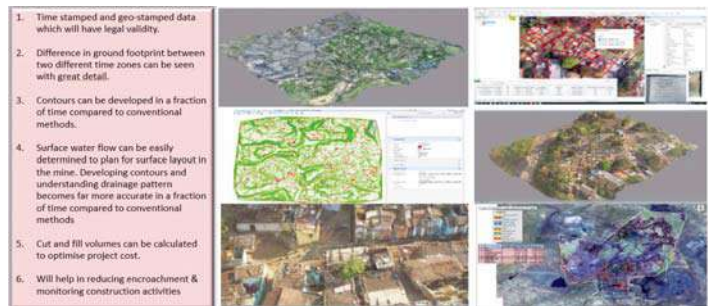 1. Time stamped and geo-stamped data
which will have legal validity.
2. Difference in ground footprint between
two different time zones can be seen
with great detail.
3. Contours can be developed in a fraction
of time compared to conventional
methods.
4. Surface water flow can be easily
determined to plan for surface layout in
the mine. Developing contours and
understanding drainage pattern
becomes far more accurate in a fraction
of time compared to conventional
methods
5. Cut and fill volumes can be calculated
to optimise project cost.
6. Will help in reducing encroachment &
monitoring construction activities